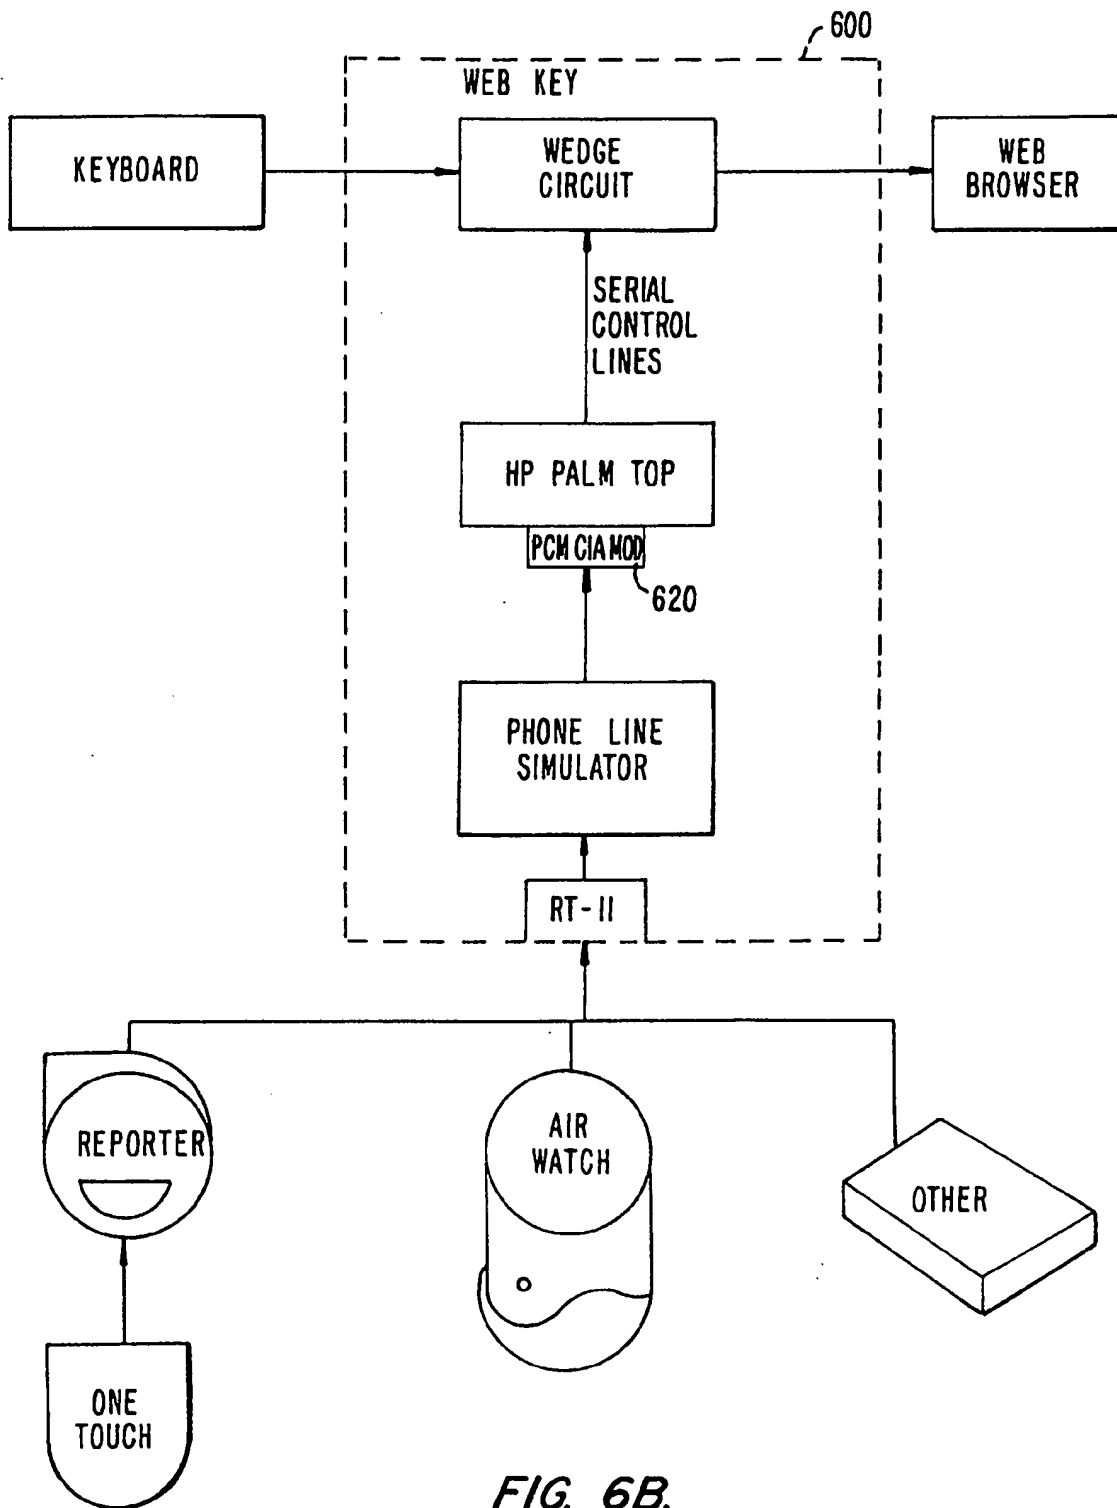 600
WEB KEY
KEYBOARD
WEDGE
CIRCUIT
WEB
BROWSER
SERIAL
CONTROL
LINES
HP PALM TOP
PCMCIA MOD
620
PHONE LINE
SIMULATOR
RT-11
REPORTER
AIR
WATCH
OTHER
ONE
TOUCH
FIG. 6B.